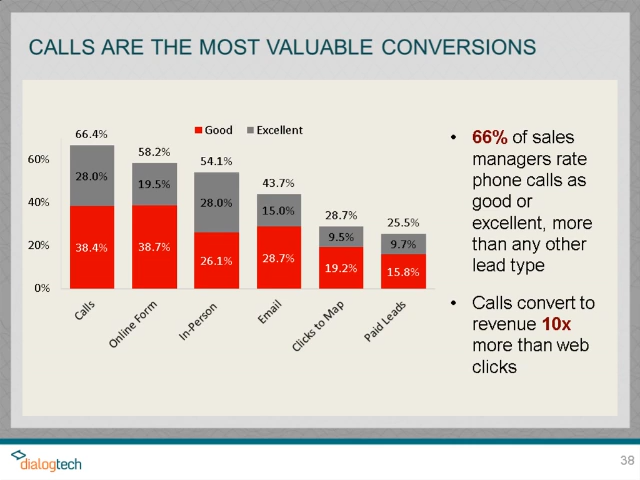 CALLS ARE THE MOST VALUABLE CONVERSIONS
Good Excellent
66.4%
58.2%
54.1%
43.7%
28.7%
25.5%
60%
40%
20%
0%
28.0%
19.5%
28.0%
15.0%
9.5%
9.7%
38.4%
38.7%
26.1%
28.7%
19.2%
15.8%
Calls
Online Form
In-Person
Email
Clicks to Map
Paid Leads
• 66% of sales
managers rate
phone calls as
good or
excellent, more
than any other
lead type
• Calls convert to
revenue 10x
more than web
clicks
dialogtech
38